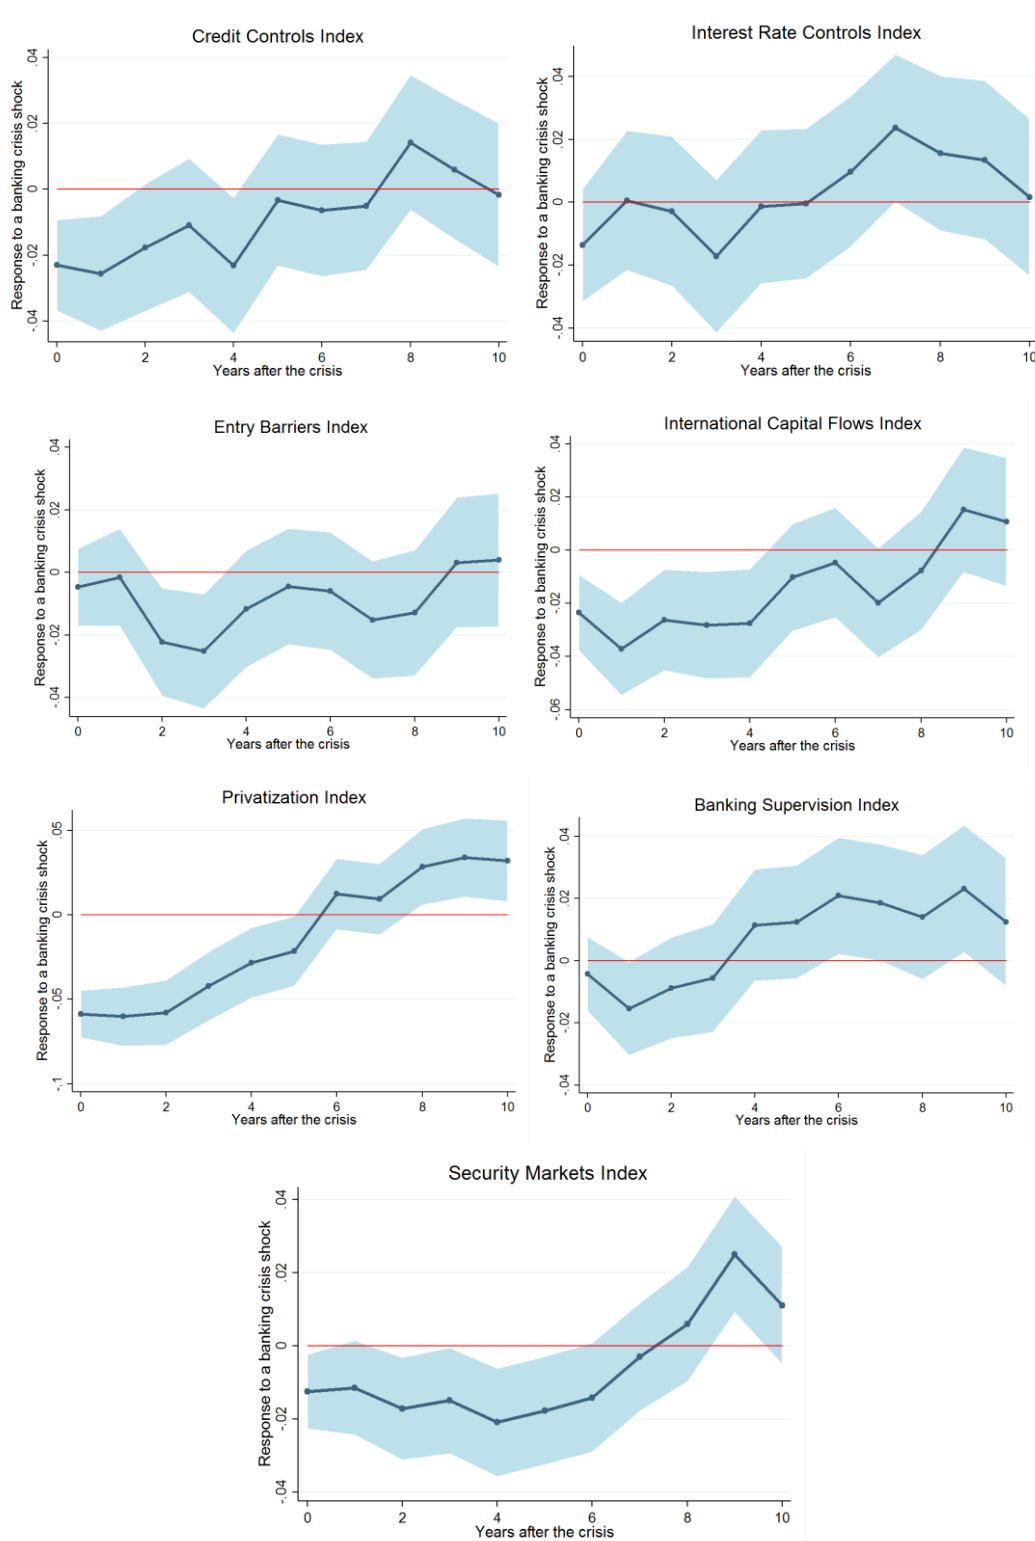 Credit Controls Index
Response to a banking crisis shock
.04
.02
0
-.02
-.04
0 2 4 6 8 10
Years after the crisis
Interest Rate Controls Index
Response to a banking crisis shock
.04
.02
0
-.02
-.04
0 2 4 6 8 10
Years after the crisis
Entry Barriers Index
Response to a banking crisis shock
.04
.02
0
-.02
-.04
0 2 4 6 8 10
Years after the crisis
International Capital Flows Index
Response to a banking crisis shock
.04
.02
0
-.02
-.04
-.06
0 2 4 6 8 10
Years after the crisis
Privatization Index
Response to a banking crisis shock
.05
0
-.05
-.1
0 2 4 6 8 10
Years after the crisis
Banking Supervision Index
Response to a banking crisis shock
.04
.02
0
-.02
-.04
0 2 4 6 8 10
Years after the crisis
Security Markets Index
Response to a banking crisis shock
.04
.02
0
-.02
-.04
0 2 4 6 8 10
Years after the crisis